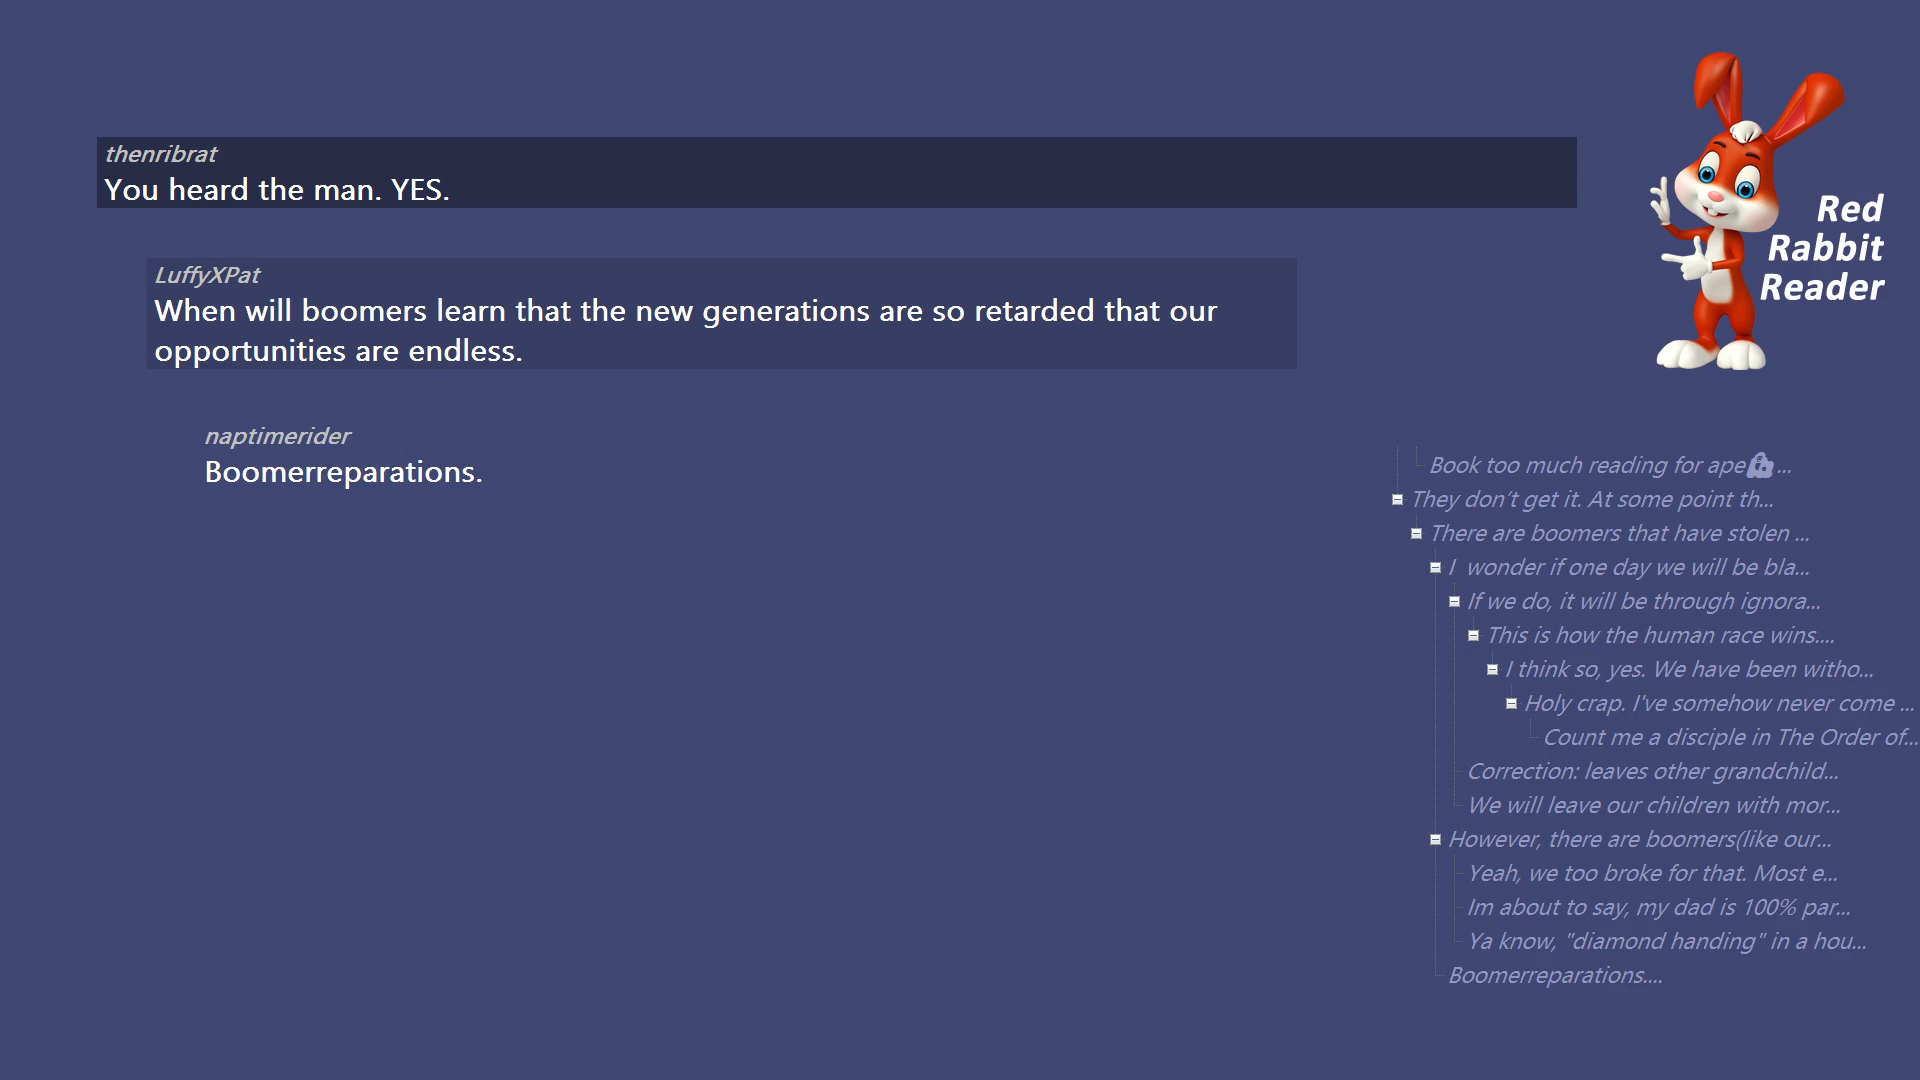 thenribrat
You heard the man. YES.
LuffyXPat
When will boomers learn that the new generations are so retarded that our
opportunities are endless.
naptimerider
Boomerreparations.
Red
Rabbit
Reader
Book too much reading for ape🦍...
They don’t get it. At some point th...
There are boomers that have stolen ...
I  wonder if one day we will be bla...
If we do, it will be through ignora...
This is how the human race wins....
I think so, yes. We have been witho...
Holy crap. I've somehow never come ...
Count me a disciple in The Order of...
Correction: leaves other grandchild...
We will leave our children with mor...
However, there are boomers(like our...
Yeah, we too broke for that. Most e...
Im about to say, my dad is 100% par...
Ya know, "diamond handing" in a hou...
Boomerreparations....